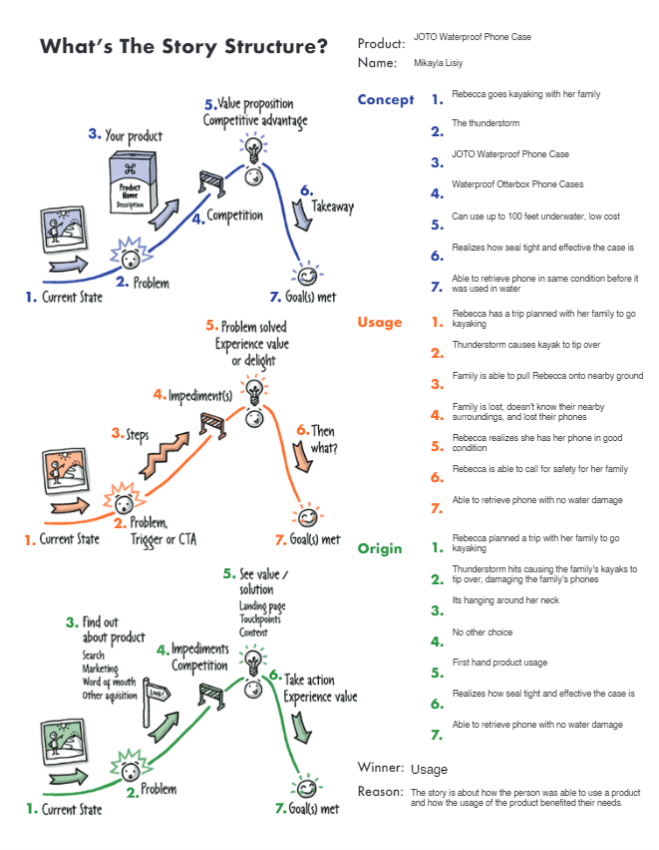 What's The Story Structure?
Product: JOTO Waterproof Phone Case
Name: Mikayla Lisiy
5. Value proposition
Competitive advantage
3. Your product
Product
Name
Description
4. Competition
6.
Takeaway
2. Problem
1. Current State
7. Goal(s) met
Concept
1. Rebecca goes kayaking with her family
2. The thunderstorm
3. JOTO Waterproof Phone Case
4. Waterproof Otterbox Phone Cases
5. Can use up to 100 feet underwater, low cost
6. Realizes how seal tight and effective the case is
7. Able to retrieve phone in same condition before it
was used in water
5. Problem solved
Experience value
or delight
4. Impediment(s)
3. Steps
6. Then
what?
2. Problem,
Trigger or CTA
1. Current State
7. Goal(s) met
Usage
1. Rebecca has a trip planned with her family to go
kayaking
2. Thunderstorm causes kayak to tip over
3. Family is able to pull Rebecca onto nearby ground
4. Family is lost, doesn't know their nearby
surroundings, and lost their phones
5. Rebecca realizes she has her phone in good
condition
6. Rebecca is able to call for safety for her family
7. Able to retrieve phone with no water damage
5. See value /
solution
Landing page
Touchpoints
Content
3. Find out
about product
Search
Marketing
Word of mouth
Other aquisition
Look!
4. Impediments
Competition
6. Take action
Experience value
2. Problem
1. Current State
7. Goal(s) met
Origin
1. Rebecca planned a trip with her family to go
kayaking
2. Thunderstorm hits causing the family's kayaks to
tip over, damaging the family's phones
3. Its hanging around her neck
4. No other choice
5. First hand product usage
6. Realizes how seal tight and effective the case is
7. Able to retrieve phone with no water damage
Winner: Usage
Reason: The story is about how the person was able to use a product
and how the usage of the product benefited their needs.